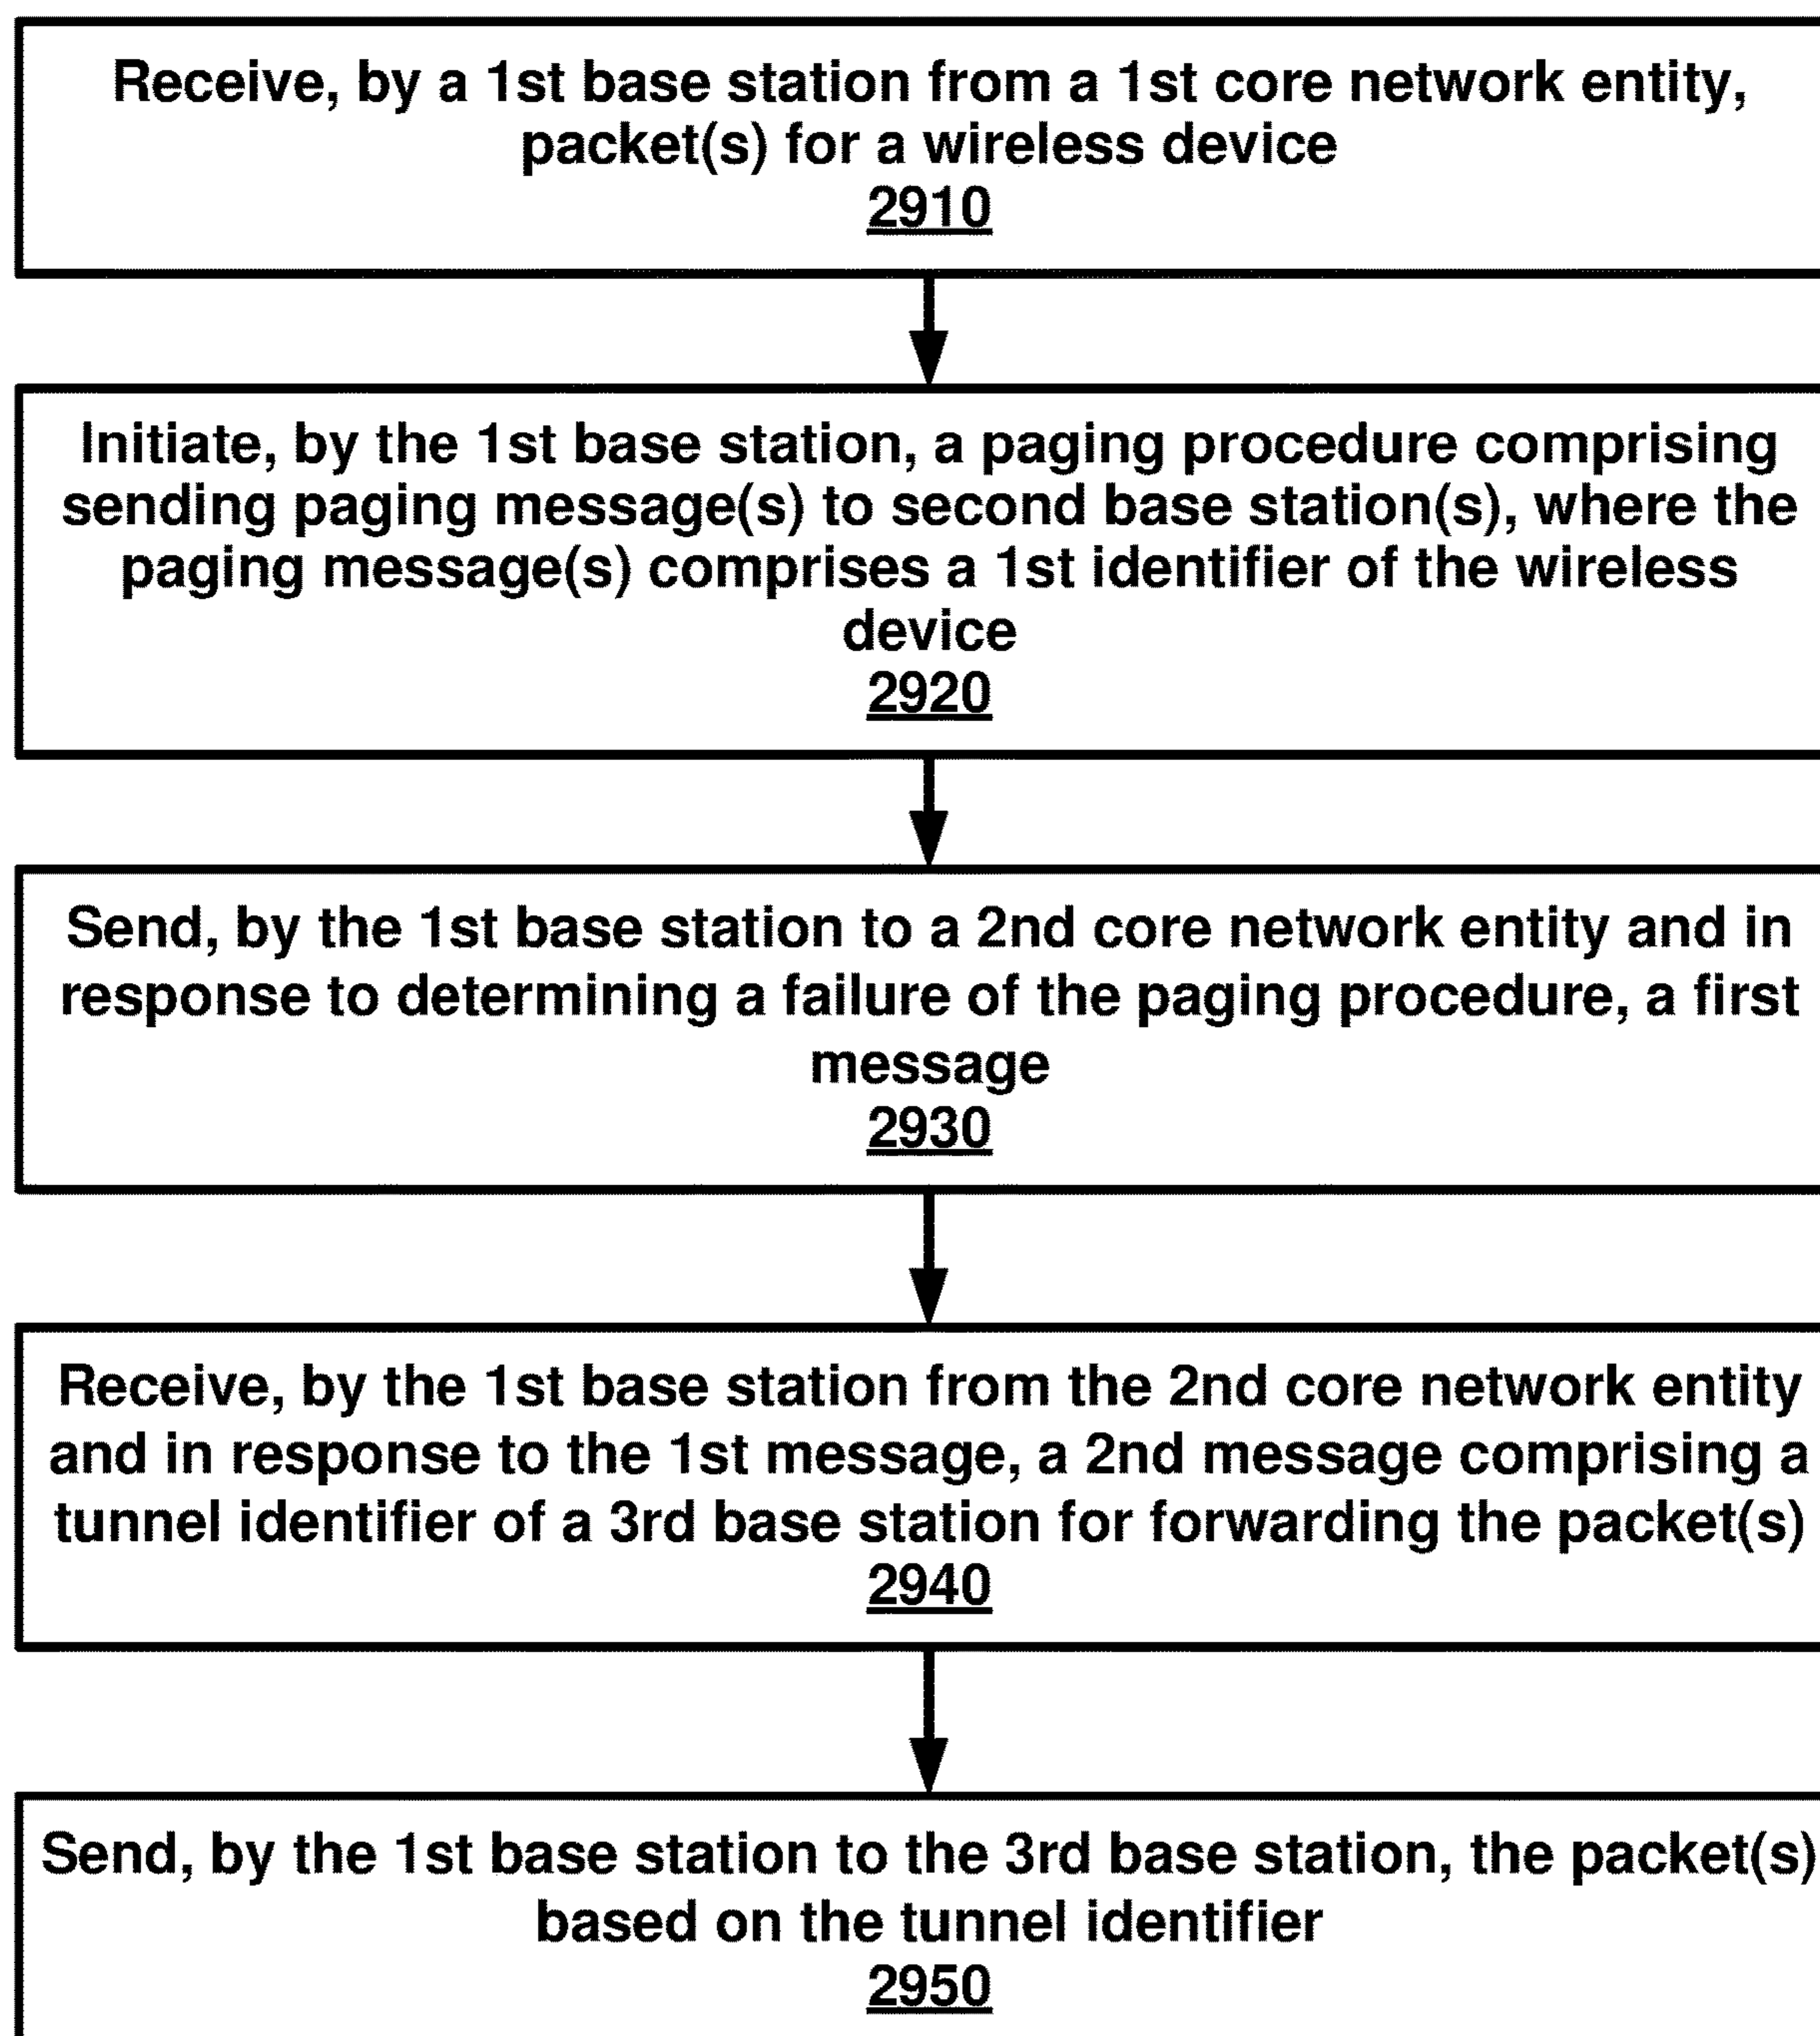 Receive, by a 1st base station from a 1st core network entity,
packet(s) for a wireless device
2910
Initiate, by the 1st base station, a paging procedure comprising
sending paging message(s) to second base station(s), where the
paging message(s) comprises a 1st identifier of the wireless
device
2920
Send, by the 1st base station to a 2nd core network entity and in
response to determining a failure of the paging procedure, a first
message
2930
Receive, by the 1st base station from the 2nd core network entity
and in response to the 1st message, a 2nd message comprising a
tunnel identifier of a 3rd base station for forwarding the packet(s)
2940
Send, by the 1st base station to the 3rd base station, the packet(s)
based on the tunnel identifier
2950